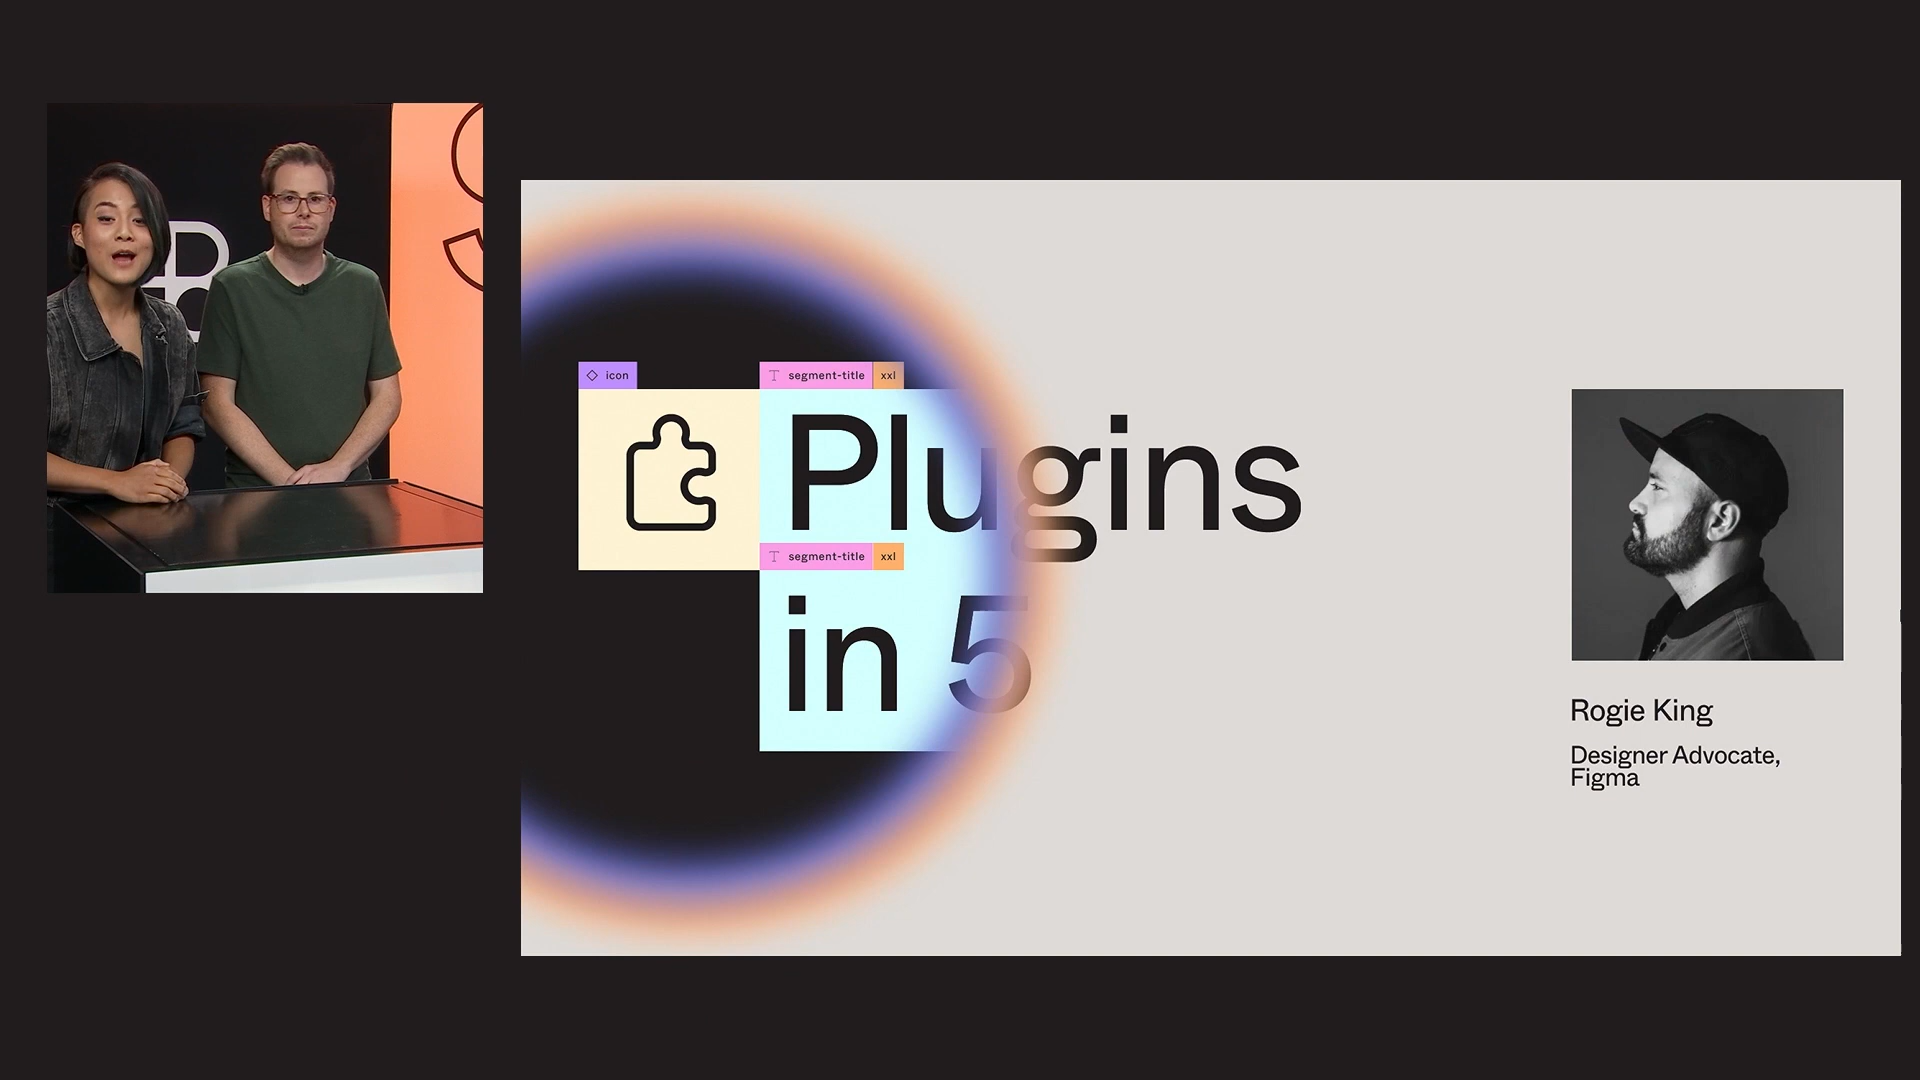 icon
segment-title xxl
Plugins
segment-title xxl
in 5
Rogie King
Designer Advocate,
Figma